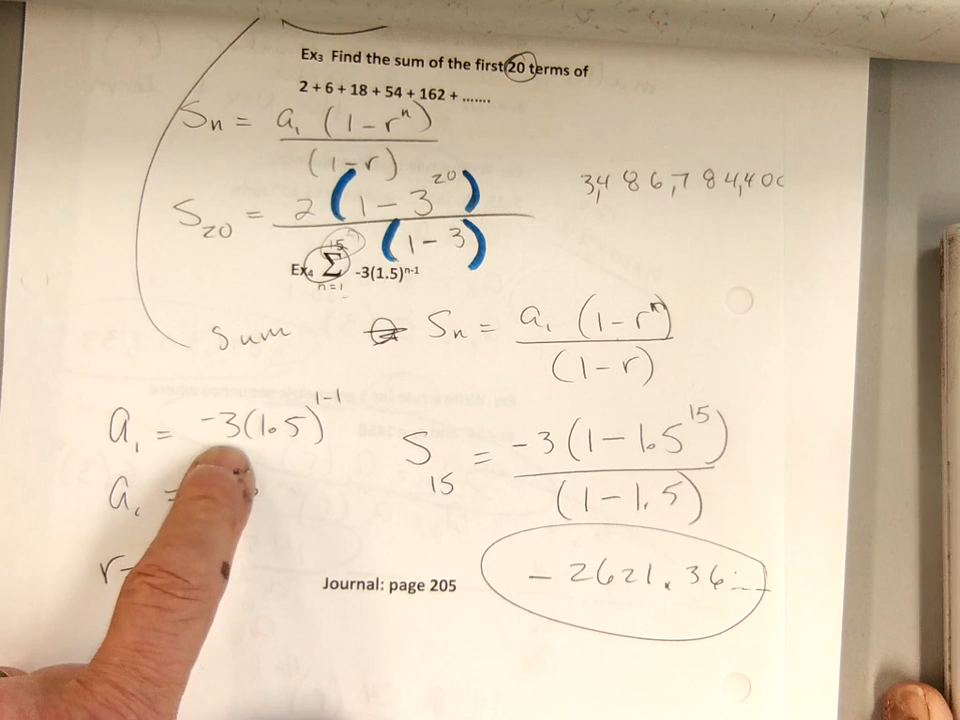 Ex3 Find the sum of the first 20 terms of
2 + 6 + 18 + 54 + 162 + .......
Sn = a1 (1 - r^n) / (1 - r)
3,486,784,400
S20 = 2 (1 - 3^20) / (1 - 3)
Ex4 15 Σ n=1 -3(1.5)^n-1
Sum Sn = a1 (1 - r^n) / (1 - r)
a1 = -3(1.5)^1-1
S15 = -3 (1 - 1.5^15) / (1 - 1.5)
a1 =
r
Journal: page 205
- 2621.36...